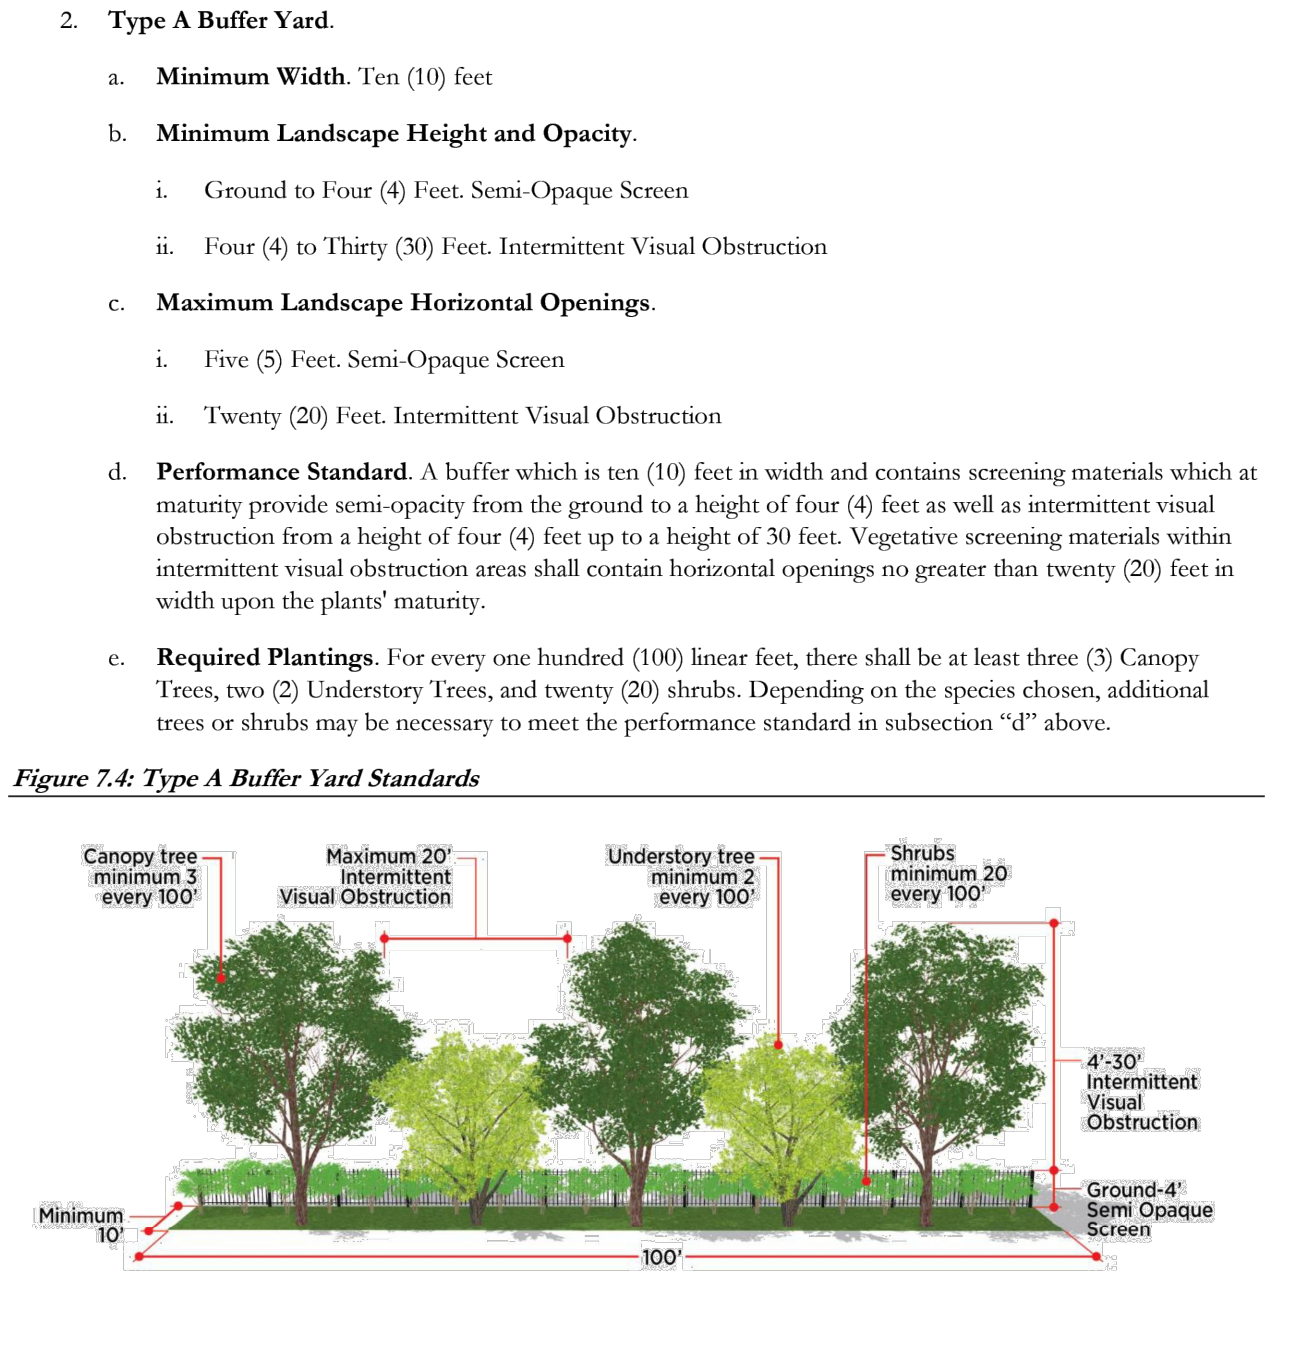 2. Type A Buffer Yard.
a. Minimum Width. Ten (10) feet
b. Minimum Landscape Height and Opacity.
i. Ground to Four (4) Feet. Semi-Opaque Screen
ii. Four (4) to Thirty (30) Feet. Intermittent Visual Obstruction
c. Maximum Landscape Horizontal Openings.
i. Five (5) Feet. Semi-Opaque Screen
ii. Twenty (20) Feet. Intermittent Visual Obstruction
d. Performance Standard. A buffer which is ten (10) feet in width and contains screening materials which at
maturity provide semi-opacity from the ground to a height of four (4) feet as well as intermittent visual
obstruction from a height of four (4) feet up to a height of 30 feet. Vegetative screening materials within
intermittent visual obstruction areas shall contain horizontal openings no greater than twenty (20) feet in
width upon the plants' maturity.
e. Required Plantings. For every one hundred (100) linear feet, there shall be at least three (3) Canopy
Trees, two (2) Understory Trees, and twenty (20) shrubs. Depending on the species chosen, additional
trees or shrubs may be necessary to meet the performance standard in subsection “d” above.
Figure 7.4: Type A Buffer Yard Standards
Canopy tree
minimum 3
every 100'
Maximum 20'
Intermittent
Visual Obstruction
Understory tree
minimum 2
every 100'
Shrubs
minimum 20
every 100'
4'-30'
Intermittent
Visual
Obstruction
Ground-4'
Semi Opaque
Screen
Minimum
10'
100'